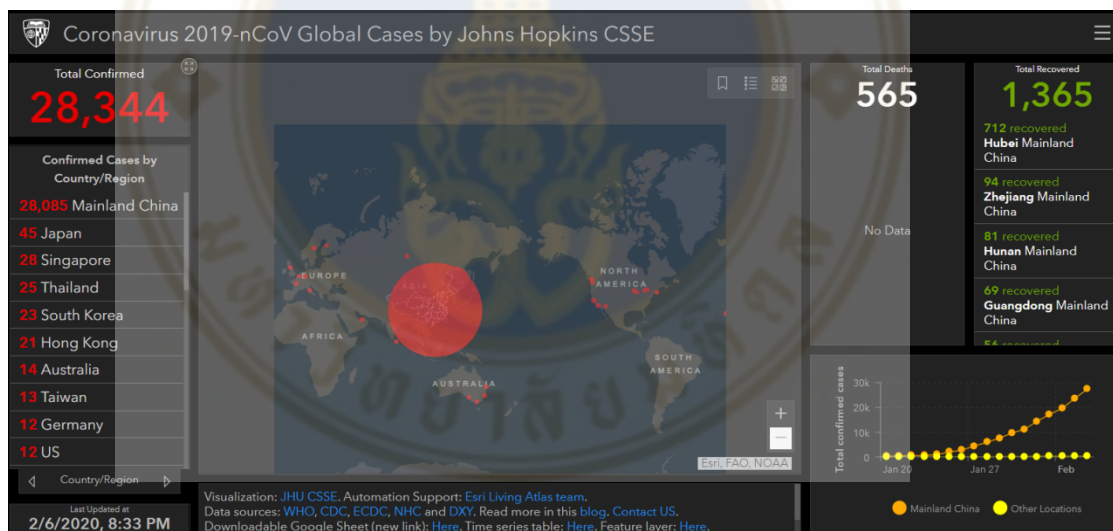 Coronavirus 2019-nCoV Global Cases by Johns Hopkins CSSE
Total Confirmed
28,344
Confirmed Cases by
Country/Region
28,085 Mainland China
45 Japan
28 Singapore
25 Thailand
23 South Korea
21 Hong Kong
14 Australia
13 Taiwan
12 Germany
12 US
Country/Region
Last Updated at
2/6/2020, 8:33 PM
EUROPE
ASIA
AFRICA
AUSTRALIA
NORTH
AMERICA
SOUTH
AMERICA
+
−
Esri, FAO, NOAA
Visualization: JHU CSSE. Automation Support: Esri Living Atlas team.
Data sources: WHO, CDC, ECDC, NHC and DXY. Read more in this blog. Contact US.
Downloadable Google Sheet (new link): Here. Time series table: Here. Feature layer: Here.
Total Deaths
565
No Data
Total Recovered
1,365
712 recovered
Hubei Mainland
China
94 recovered
Zhejiang Mainland
China
81 recovered
Hunan Mainland
China
69 recovered
Guangdong Mainland
China
Total confirmed cases
30k
20k
10k
0
Jan 20
Jan 27
Feb
Mainland China
Other Locations